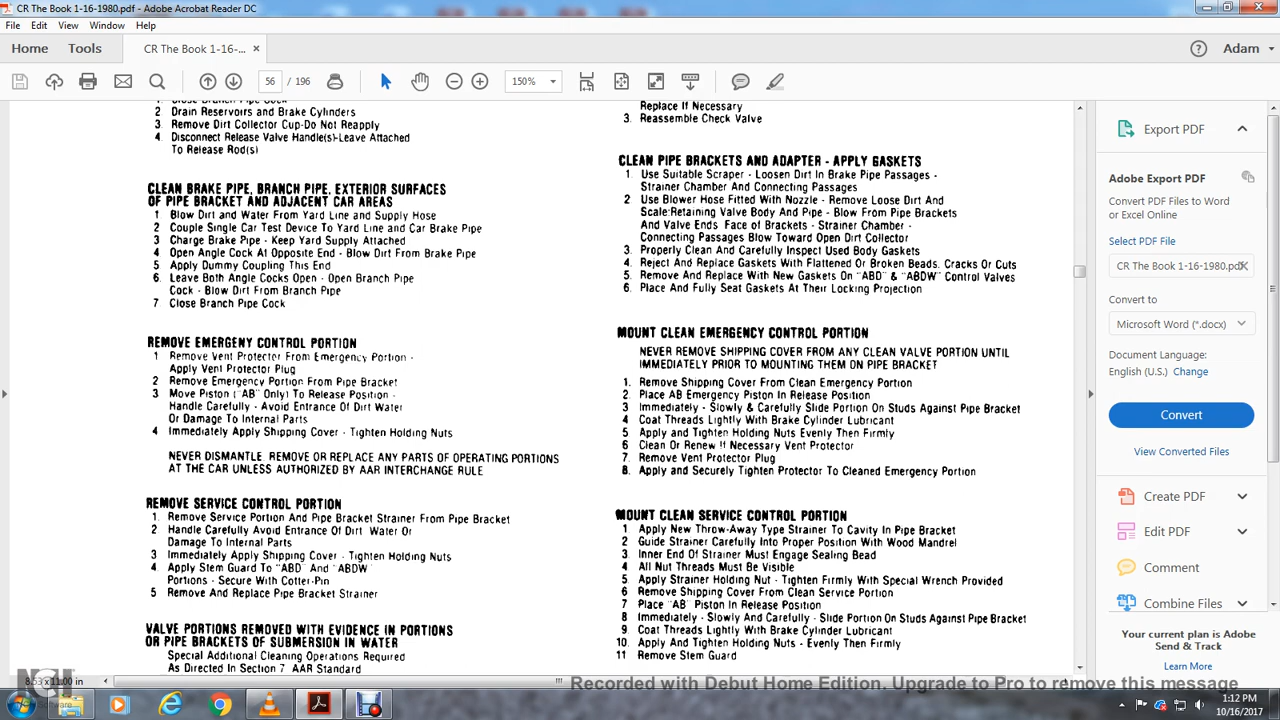 CR The Book 1-16-1980.pdf - Adobe Acrobat Reader DC
File Edit View Window Help
Home Tools CR The Book 1-16-... × Adam
56 / 196 150%
Close Branch Pipe Cock
2 Drain Reservoirs and Brake Cylinders
3 Remove Dirt Collector Cup-Do Not Reapply
4 Disconnect Release Valve Handle(s)-Leave Attached
To Release Rod(s)
CLEAN BRAKE PIPE, BRANCH PIPE, EXTERIOR SURFACES
OF PIPE BRACKET AND ADJACENT CAR AREAS
1 Blow Dirt and Water From Yard Line and Supply Hose
2 Couple Single Car Test Device To Yard Line and Car Brake Pipe
3 Charge Brake Pipe - Keep Yard Supply Attached
4 Open Angle Cock At Opposite End - Blow Dirt From Brake Pipe
5 Apply Dummy Coupling This End
6 Leave Both Angle Cocks Open - Open Branch Pipe
Cock - Blow Dirt From Branch Pipe
7 Close Branch Pipe Cock
REMOVE EMERGENY CONTROL PORTION
1 Remove Vent Protector From Emergency Portion -
Apply Vent Protector Plug
2 Remove Emergency Portion From Pipe Bracket
3 Move Piston ("AB" Only) To Release Position -
Handle Carefully - Avoid Entrance Of Dirt Water
Or Damage To Internal Parts
4 Immediately Apply Shipping Cover - Tighten Holding Nuts
NEVER DISMANTLE. REMOVE OR REPLACE ANY PARTS OF OPERATING PORTIONS
AT THE CAR UNLESS AUTHORIZED BY AAR INTERCHANGE RULE
REMOVE SERVICE CONTROL PORTION
1. Remove Service Portion And Pipe Bracket Strainer From Pipe Bracket
2 Handle Carefully Avoid Entrance Of Dirt Water Or
Damage To Internal Parts
3 Immediately Apply Shipping Cover - Tighten Holding Nuts
4 Apply Stem Guard To "ABD" And "ABDW"
Portions - Secure With Cotter-Pin
5 Remove And Replace Pipe Bracket Strainer
VALVE PORTIONS REMOVED WITH EVIDENCE IN PORTIONS
OR PIPE BRACKETS OF SUBMERSION IN WATER
Special Additional Cleaning Operations Required
As Directed In Section 7 AAR Standard
Replace If Necessary
3. Reassemble Check Valve
CLEAN PIPE BRACKETS AND ADAPTER - APPLY GASKETS
1. Use Suitable Scraper - Loosen Dirt In Brake Pipe Passages -
Strainer Chamber And Connecting Passages
2 Use Blower Hose Fitted With Nozzle - Remove Loose Dirt And
Scale:Retaining Valve Body And Pipe - Blow From Pipe Brackets
And Valve Ends Face of Brackets - Strainer Chamber -
Connecting Passages Blow Toward Open Dirt Collector
3. Properly Clean And Carefully Inspect Used Body Gaskets
4. Reject And Replace Gaskets With Flattened Or Broken Beads. Cracks Or Cuts
5. Remove And Replace With New Gaskets On "ABD" & "ABDW" Control Valves
6. Place And Fully Seat Gaskets At Their Locking Projection
MOUNT CLEAN EMERGENCY CONTROL PORTION
NEVER REMOVE SHIPPING COVER FROM ANY CLEAN VALVE PORTION UNTIL
IMMEDIATELY PRIOR TO MOUNTING THEM ON PIPE BRACKET
1. Remove Shipping Cover From Clean Emergency Portion
2. Place AB Emergency Piston In Release Position
3 Immediately - Slowly & Carefully Slide Portion On Studs Against Pipe Bracket
4 Coat Threads Lightly With Brake Cylinder Lubricant
5 Apply and Tighten Holding Nuts Evenly Then Firmly
6 Clean Or Renew If Necessary Vent Protector
7 Remove Vent Protector Plug
8. Apply and Securely Tighten Protector To Cleaned Emergency Portion
MOUNT CLEAN SERVICE CONTROL PORTION
1 Apply New Throw-Away Type Strainer To Cavity In Pipe Bracket
2 Guide Strainer Carefully Into Proper Position With Wood Mandrel
3 Inner End Of Strainer Must Engage Sealing Bead
4 All Nut Threads Must Be Visible
5 Apply Strainer Holding Nut - Tighten Firmly With Special Wrench Provided
6 Remove Shipping Cover From Clean Service Portion
7 Place "AB" Piston In Release Position
8 Immediately - Slowly And Carefully - Slide Portion On Studs Against Pipe Bracket
9. Coat Threads Lightly With Brake Cylinder Lubricant
10. Apply And Tighten Holding Nuts - Evenly Then Firmly
11 Remove Stem Guard
Export PDF
Adobe Export PDF
Convert PDF Files to Word
or Excel Online
Select PDF File
CR The Book 1-16-1980.pdf
Convert to
Microsoft Word (*.docx)
Document Language:
English (U.S.) Change
Convert
View Converted Files
Create PDF
Edit PDF
Comment
Combine Files
Your current plan is Adobe
Send & Track
Learn More
8.53 x 11.00 in
NCH
Software
Recorded with Debut Home Edition. Upgrade to Pro to remove this message
1:12 PM
10/16/2017